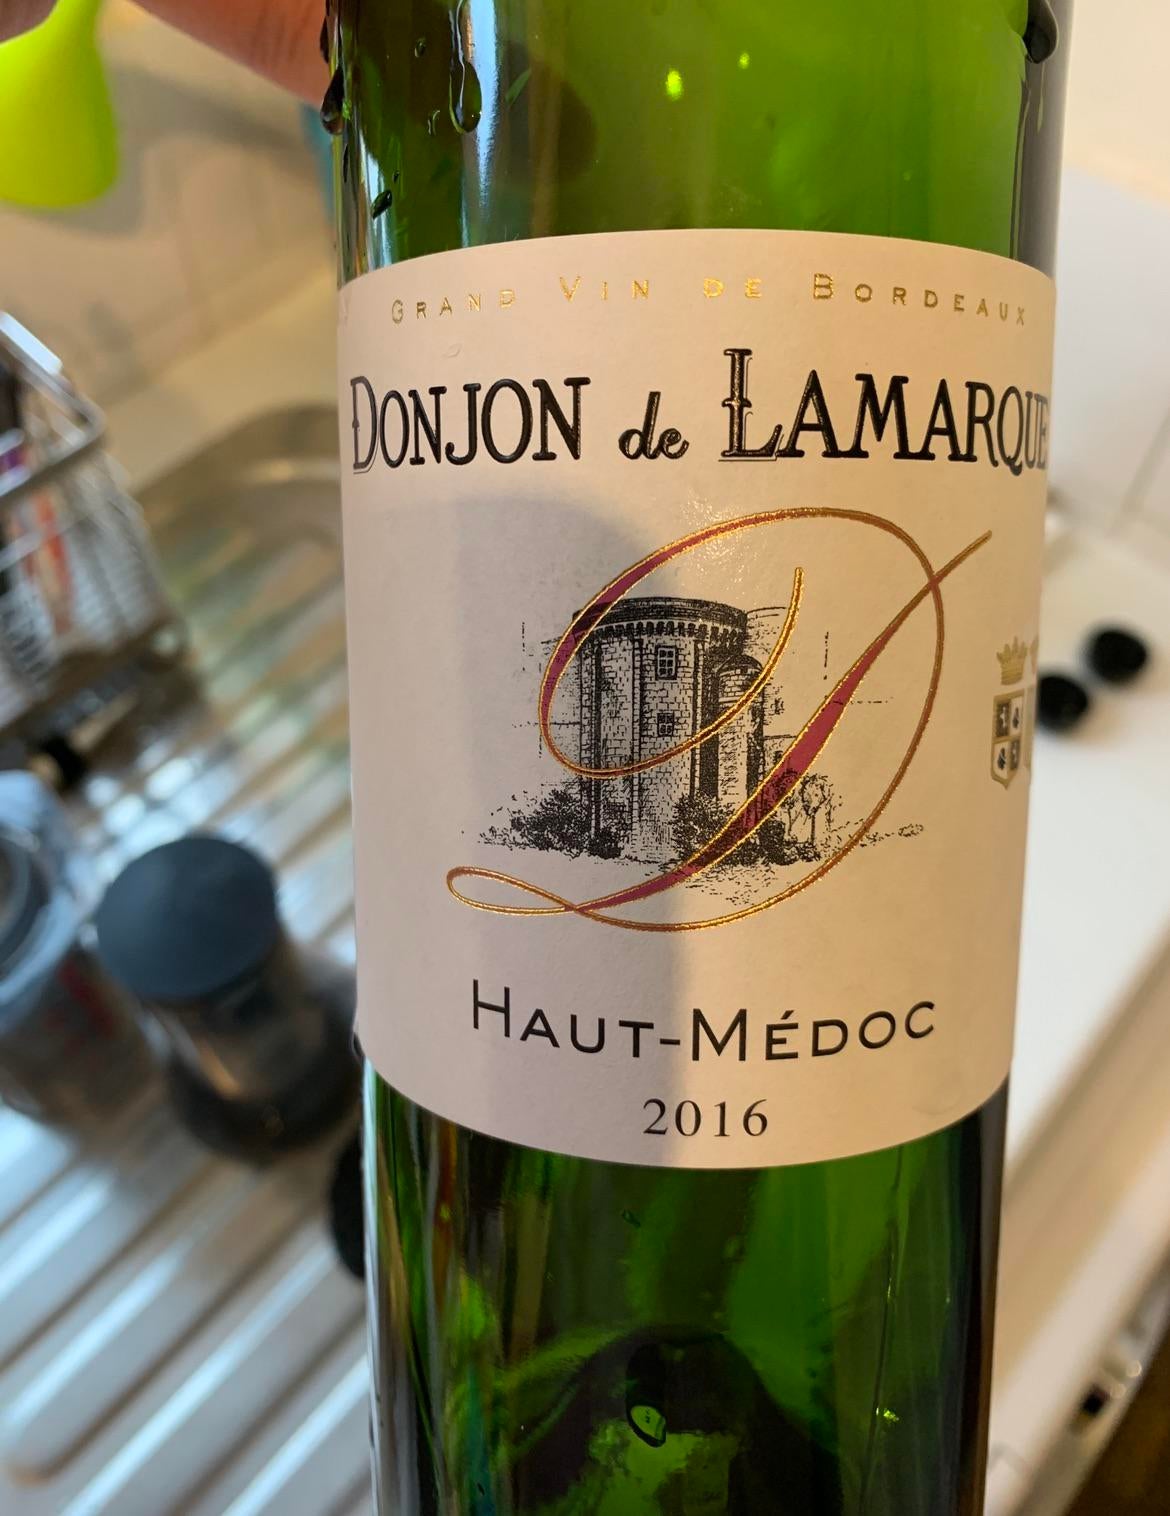 GRAND VIN DE BORDEAUX
DONJON de LAMARQUE
D
HAUT-MÉDOC
2016